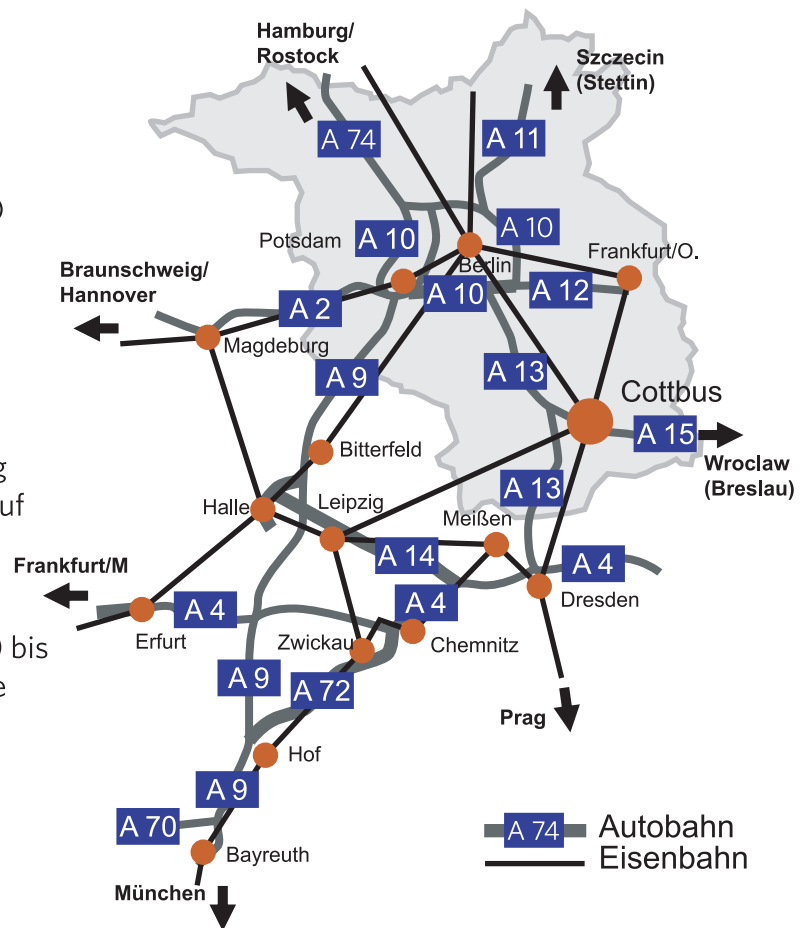 Hamburg/
Rostock
Szczecin
(Stettin)
A 74
A 11
A 10
A 10
Potsdam
Berlin
Frankfurt/O.
Braunschweig/
Hannover
A 10
A 12
A 2
Magdeburg
A 9
A 13
Cottbus
A 15
Wroclaw
(Breslau)
Bitterfeld
g
uf
Halle
Leipzig
A 13
Meißen
A 14
Frankfurt/M
A 4
Dresden
A 4
A 4
Erfurt
Zwickau
Chemnitz
bis
e
A 9
A 72
Prag
Hof
A 9
A 70
Bayreuth
München
A 74 Autobahn
Eisenbahn